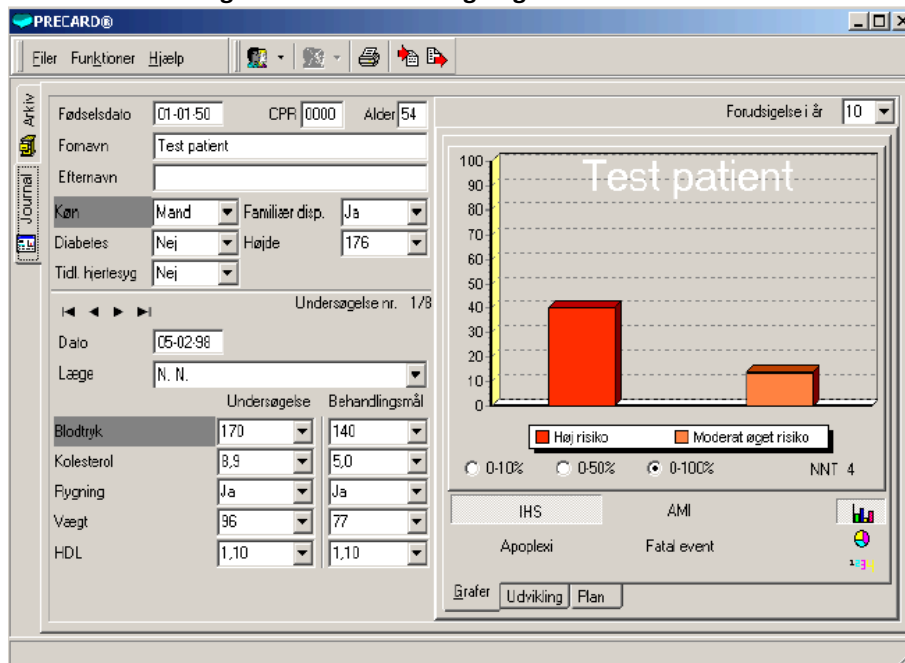 PRECARD®
Filer Funktioner Hjælp
Arkiv
Journal
Fødselsdato 01-01-50 CPR 0000 Alder 54
Fornavn Test patient
Efternavn
Køn Mand Familiær disp. Ja
Diabetes Nej Højde 176
Tidl. hjertesyg Nej
Undersøgelse nr. 1/8
Dato 05-02-98
Læge N. N.
Undersøgelse Behandlingsmål
Blodtryk 170 140
Kolesterol 8,9 5,0
Rygning Ja Ja
Vægt 96 77
HDL 1,10 1,10
Forudsigelse i år 10
Test patient
100
90
80
70
60
50
40
30
20
10
0
Høj risiko Moderat øget risiko
0-10% 0-50% 0-100% NNT 4
IHS AMI
Apoplexi Fatal event
Grafer Udvikling Plan